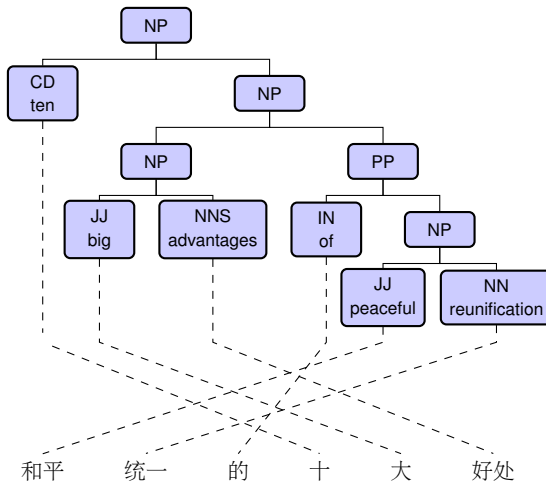 NP
CD
ten
NP
NP
PP
JJ
big
NNS
advantages
IN
of
NP
JJ
peaceful
NN
reunification
和平 统一 的 十 大 好处